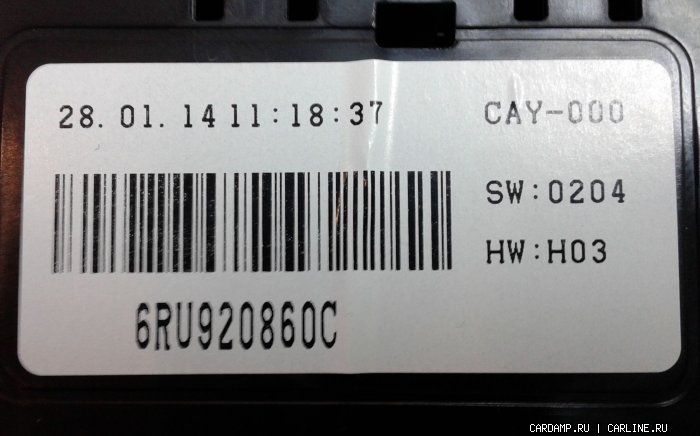 28.01.14 11:18:37 CAY-000
SW:0204
HW:H03
6RU920860C
CARDAMP.RU | CARLINE.RU